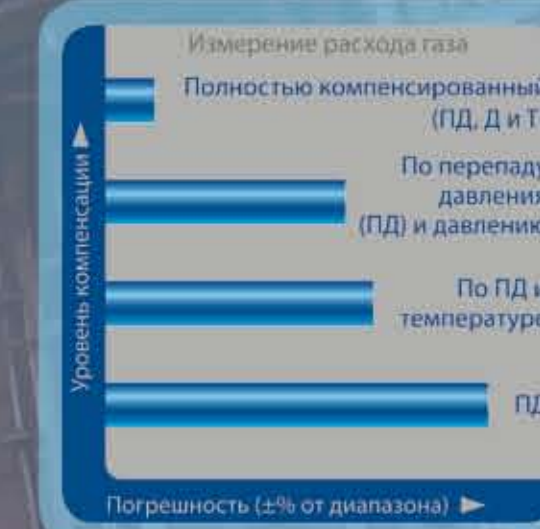 Измерение расхода газа
Полностью компенсированный
(ПД, Д и Т
По перепаду
давления
(ПД) и давлению
По ПД и
температуре
ПД
Уровень компенсации
Погрешность (±% от диапазона)